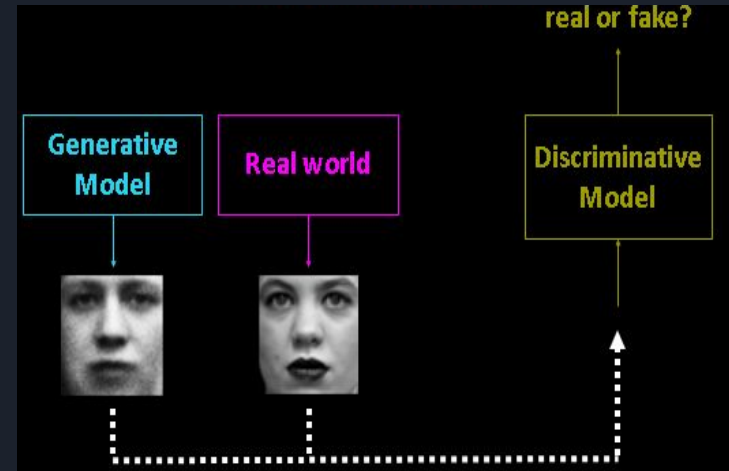 real or fake?
Generative
Model
Real world
Discriminative
Model